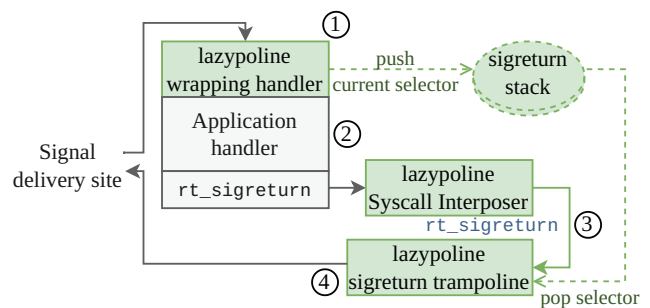 1
lazypoline
wrapping handler
push
current selector
sigreturn
stack
Application
handler
2
Signal
delivery site
rt_sigreturn
lazypoline
Syscall Interposer
rt_sigreturn
3
lazypoline
sigreturn trampoline
4
pop selector